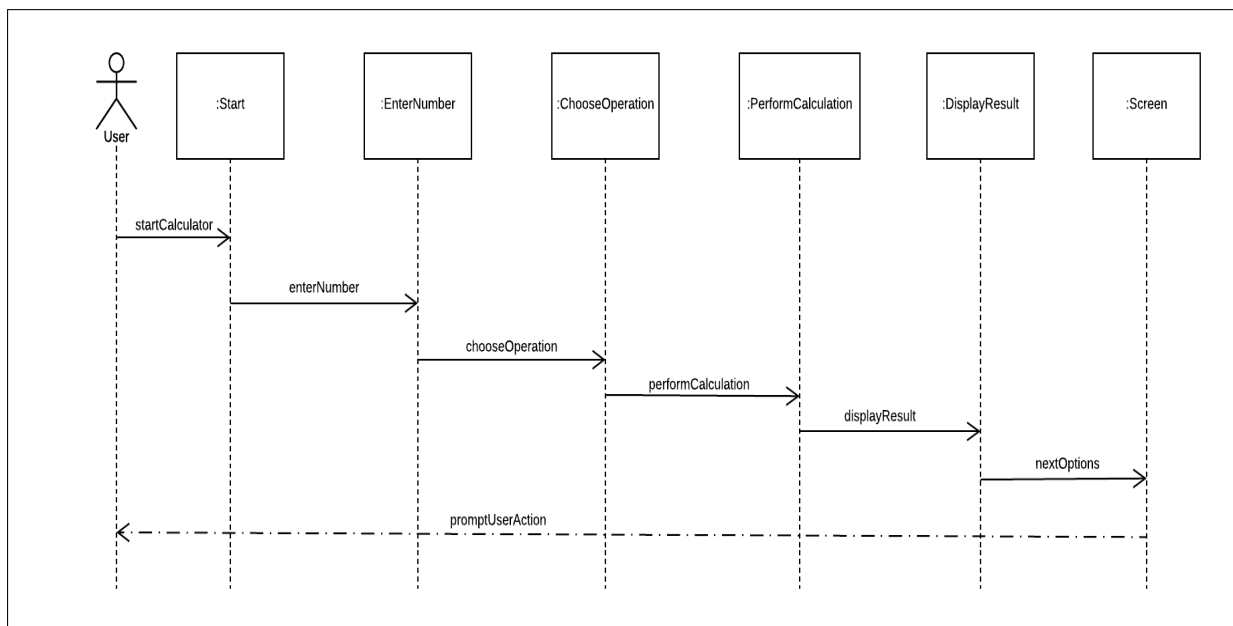 :Start
:EnterNumber
:ChooseOperation
:PerformCalculation
:DisplayResult
:Screen
User
startCalculator
enterNumber
chooseOperation
performCalculation
displayResult
nextOptions
promptUserAction